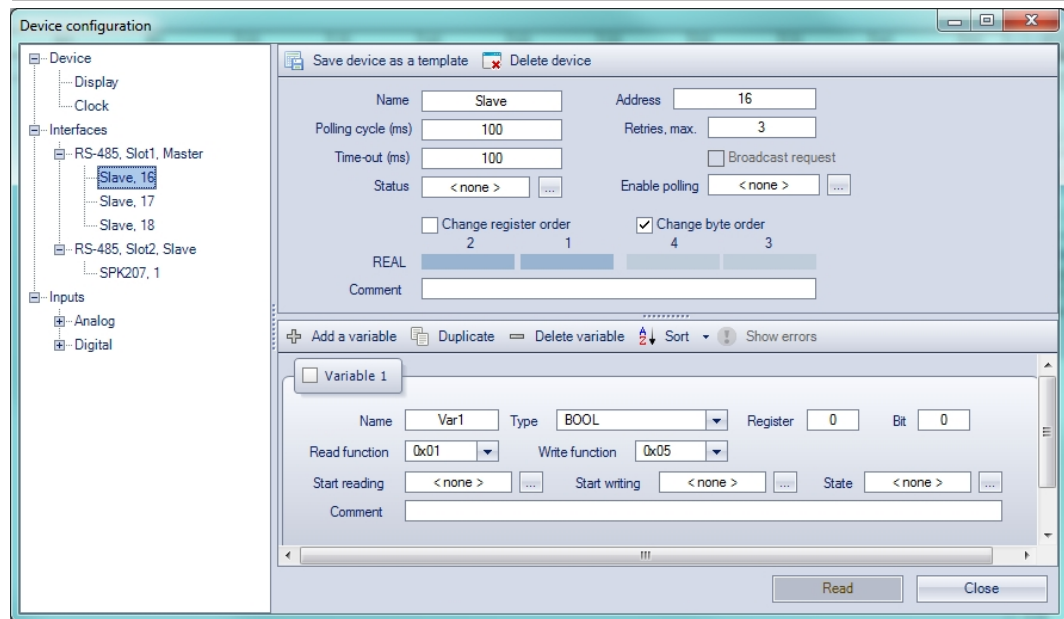 Device configuration
Device
Display
Clock
Interfaces
RS-485, Slot1, Master
Slave, 16
Slave, 17
Slave, 18
RS-485, Slot2, Slave
SPK207, 1
Inputs
Analog
Digital
Save device as a template Delete device
Name Slave Address 16
Polling cycle (ms) 100 Retries, max. 3
Time-out (ms) 100 Broadcast request
Status < none > ... Enable polling < none > ...
Change register order Change byte order
2 1 4 3
REAL
Comment
Add a variable Duplicate Delete variable Sort Show errors
Variable 1
Name Var1 Type BOOL Register 0 Bit 0
Read function 0x01 Write function 0x05
Start reading < none > ... Start writing < none > ... State < none > ...
Comment
Read Close